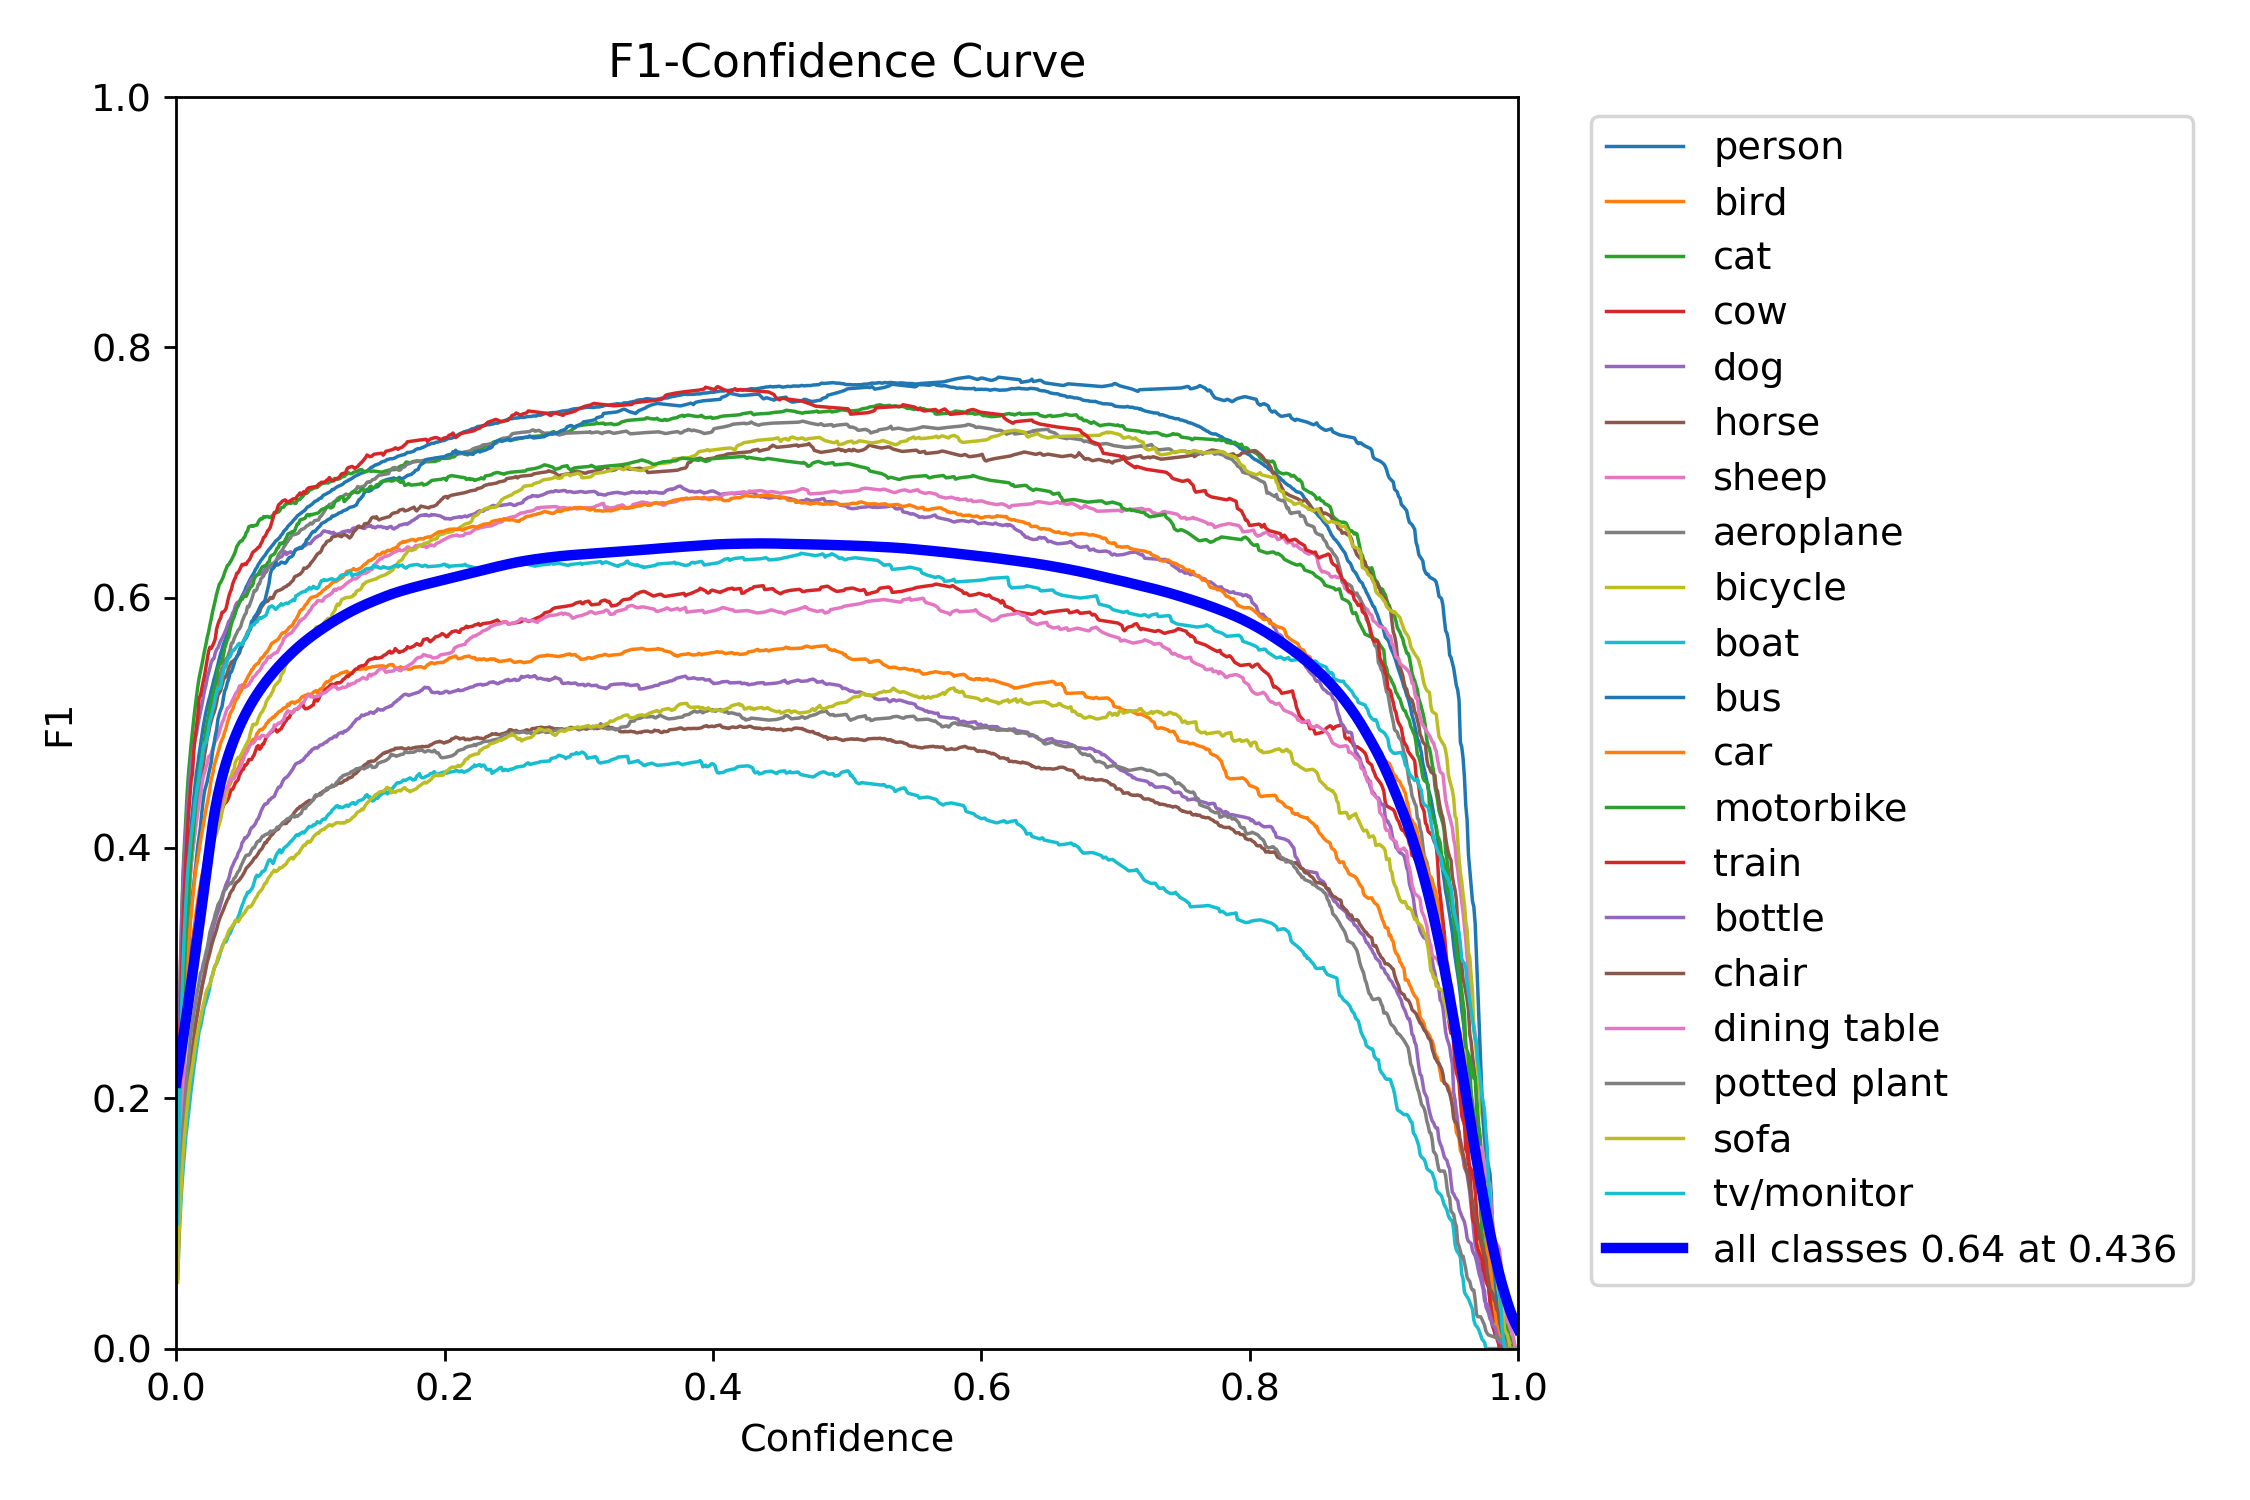 F1-Confidence Curve
1.0
0.8
0.6
0.4
0.2
0.0
F1
0.0 0.2 0.4 0.6 0.8 1.0
Confidence
person
bird
cat
cow
dog
horse
sheep
aeroplane
bicycle
boat
bus
car
motorbike
train
bottle
chair
dining table
potted plant
sofa
tv/monitor
all classes 0.64 at 0.436